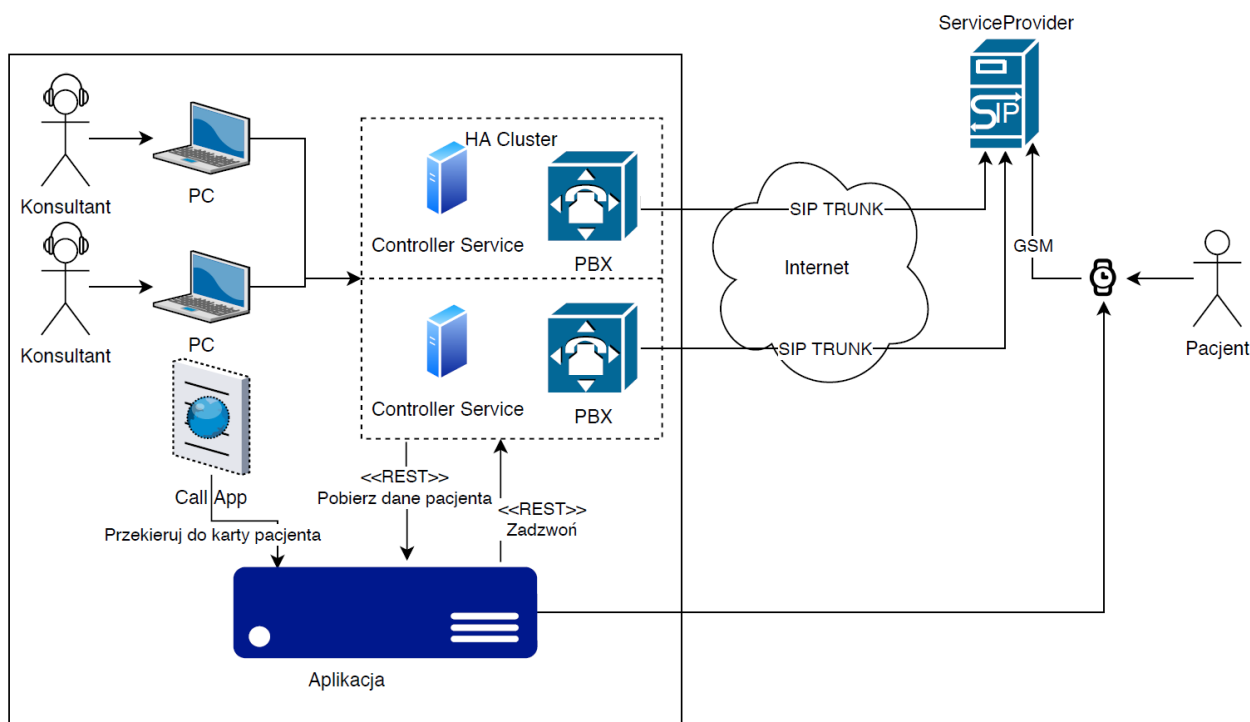 ServiceProvider
SIP
HA Cluster
Konsultant
PC
Controller Service
PBX
SIP TRUNK
Internet
GSM
Konsultant
PC
Controller Service
PBX
SIP TRUNK
Pacjent
Call App
<<REST>>
Pobierz dane pacjenta
<<REST>>
Zadzwoń
Przekieruj do karty pacjenta
Aplikacja